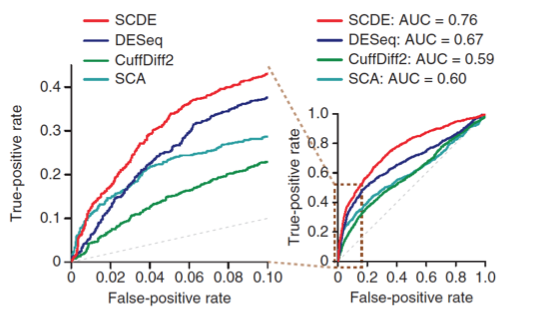 SCDE
DESeq
CuffDiff2
SCA
True-positive rate
0.4
0.3
0.2
0.1
0
0 0.02 0.04 0.06 0.08 0.10
False-positive rate
SCDE: AUC = 0.76
DESeq: AUC = 0.67
CuffDiff2: AUC = 0.59
SCA: AUC = 0.60
True-positive rate
1.0
0.8
0.6
0.4
0.2
0
0 0.2 0.4 0.6 0.8 1.0
False-positive rate